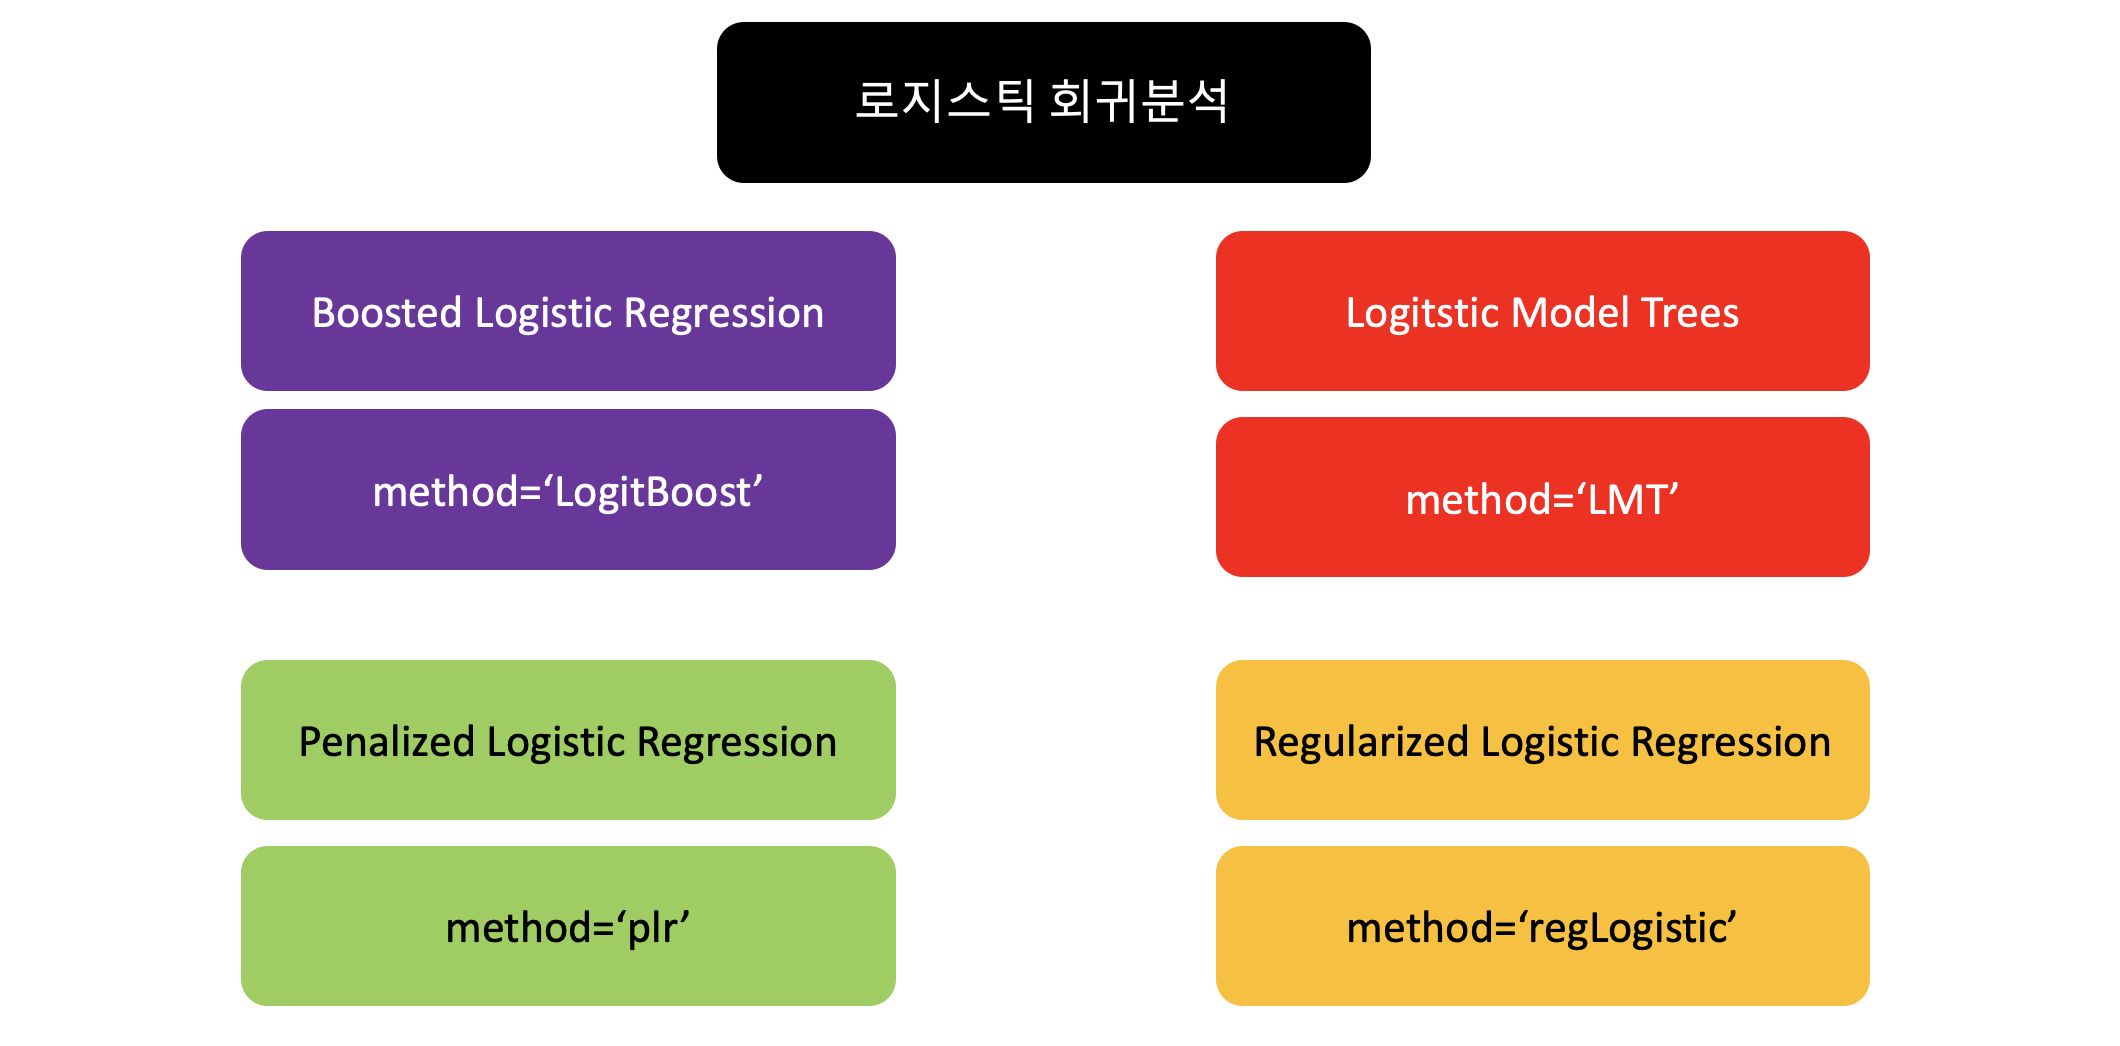 로지스틱 회귀분석
Boosted Logistic Regression
method=‘LogitBoost’
Logitstic Model Trees
method=‘LMT’
Penalized Logistic Regression
method=‘plr’
Regularized Logistic Regression
method=‘regLogistic’